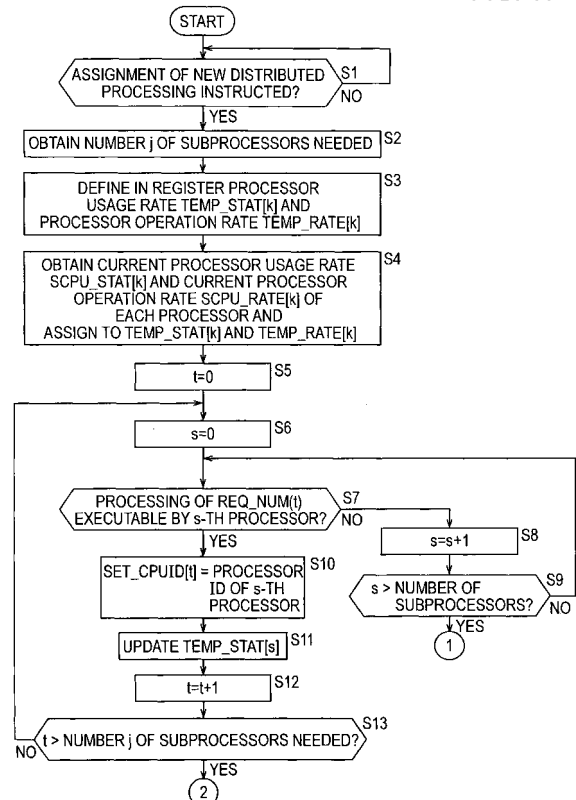 START
ASSIGNMENT OF NEW DISTRIBUTED
PROCESSING INSTRUCTED?
S1
NO
YES
OBTAIN NUMBER j OF SUBPROCESSORS NEEDED
S2
DEFINE IN REGISTER PROCESSOR
USAGE RATE TEMP_STAT[k] AND
PROCESSOR OPERATION RATE TEMP_RATE[k]
S3
OBTAIN CURRENT PROCESSOR USAGE RATE
SCPU_STAT[k] AND CURRENT PROCESSOR
OPERATION RATE SCPU_RATE[k] OF
EACH PROCESSOR AND
ASSIGN TO TEMP_STAT[k] AND TEMP_RATE[k]
S4
t=0
S5
s=0
S6
PROCESSING OF REQ_NUM(t)
EXECUTABLE BY s-TH PROCESSOR?
S7
NO
YES
s=s+1
S8
s > NUMBER OF
SUBPROCESSORS?
S9
NO
YES
1
SET_CPUID[t] = PROCESSOR
ID OF s-TH
PROCESSOR
S10
UPDATE TEMP_STAT[s]
S11
t=t+1
S12
t > NUMBER j OF SUBPROCESSORS NEEDED?
S13
NO
YES
2